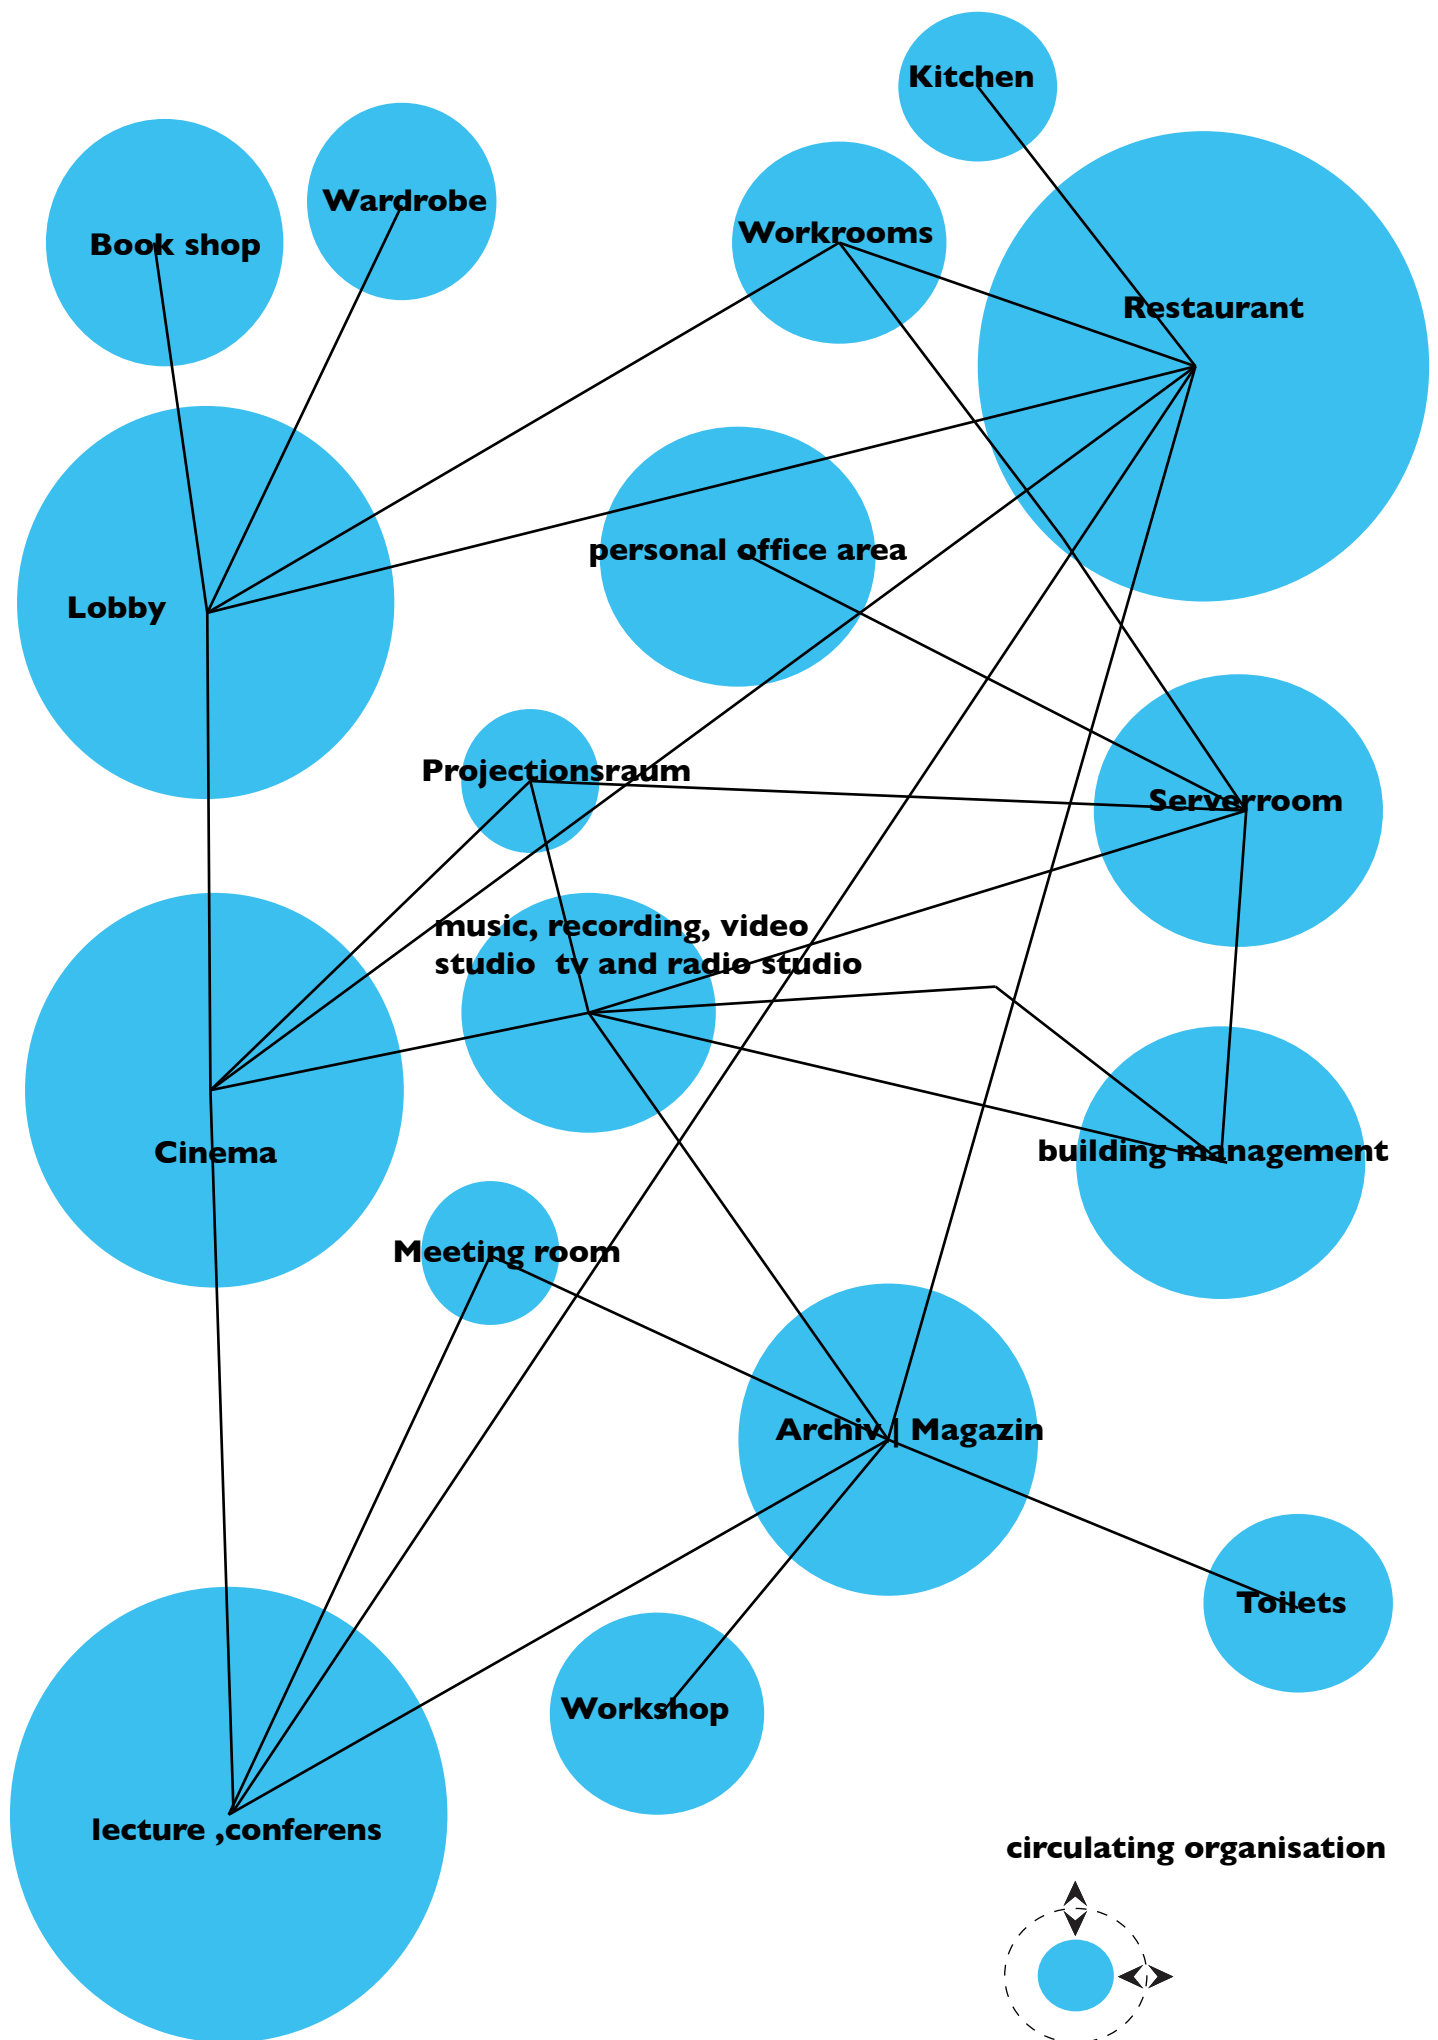 Kitchen
Wardrobe
Book shop
Workrooms
Restaurant
personal office area
Lobby
Projectionsraum
Serverroom
music, recording, video
studio  tv and radio studio
Cinema
building management
Meeting room
Archiv | Magazin
Toilets
Workshop
lecture ,conferens
circulating organisation